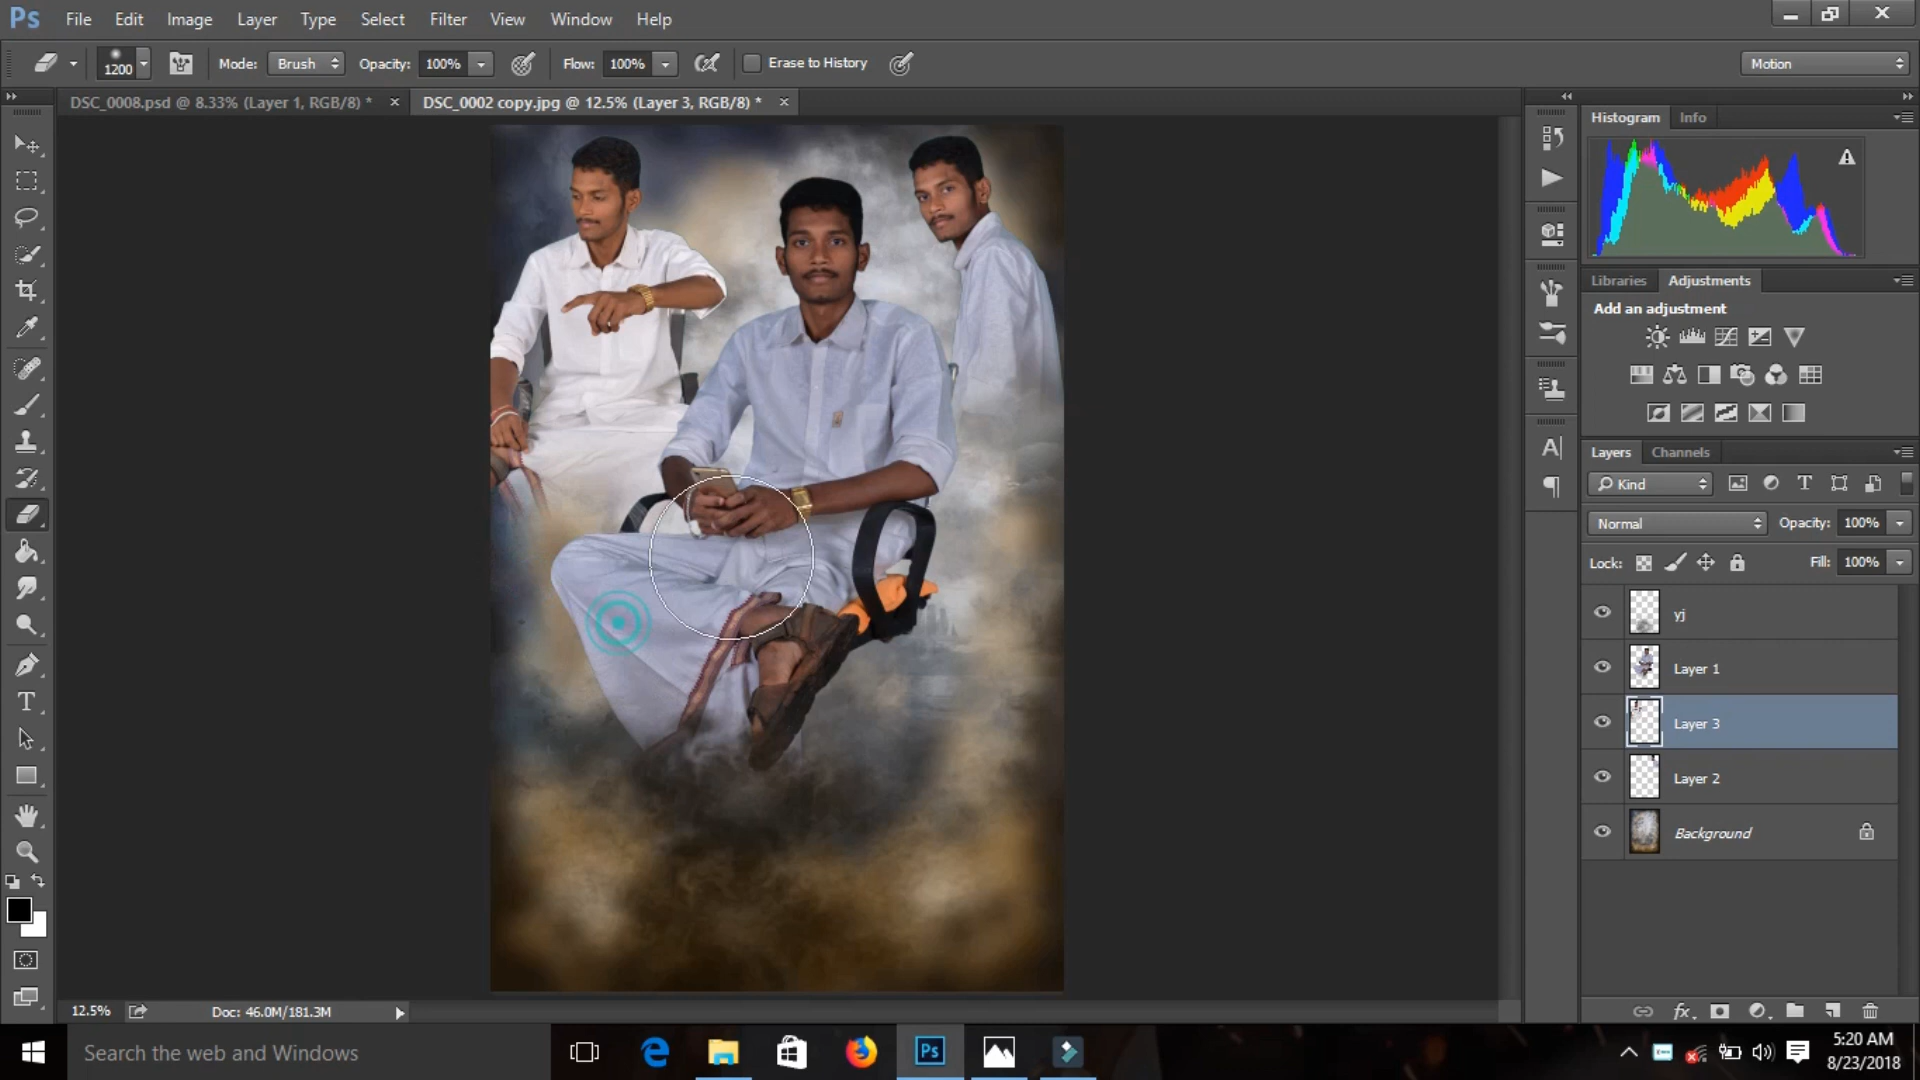 Ps File Edit Image Layer Type Select Filter View Window Help
1200 Mode: Brush Opacity: 100% Flow: 100% Erase to History Motion
DSC_0008.psd @ 8.33% (Layer 1, RGB/8) * × DSC_0002 copy.jpg @ 12.5% (Layer 3, RGB/8) * ×
Histogram Info
Libraries Adjustments
Add an adjustment
Layers Channels
Kind
Normal Opacity: 100%
Lock: Fill: 100%
yj
Layer 1
Layer 3
Layer 2
Background
12.5% Doc: 46.0M/181.3M
Search the web and Windows
Ps
5:20 AM
8/23/2018